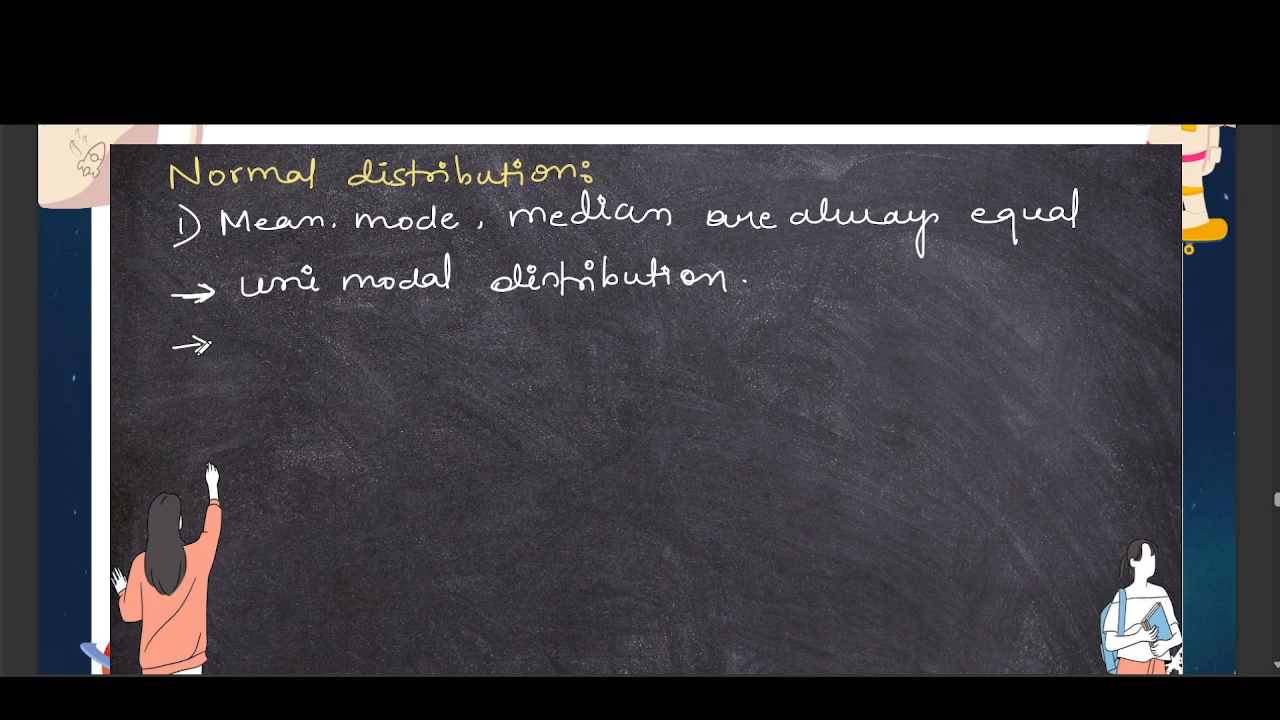 Normal distribution:
1) Mean. mode, median are always equal
→ uni modal distribution.
→